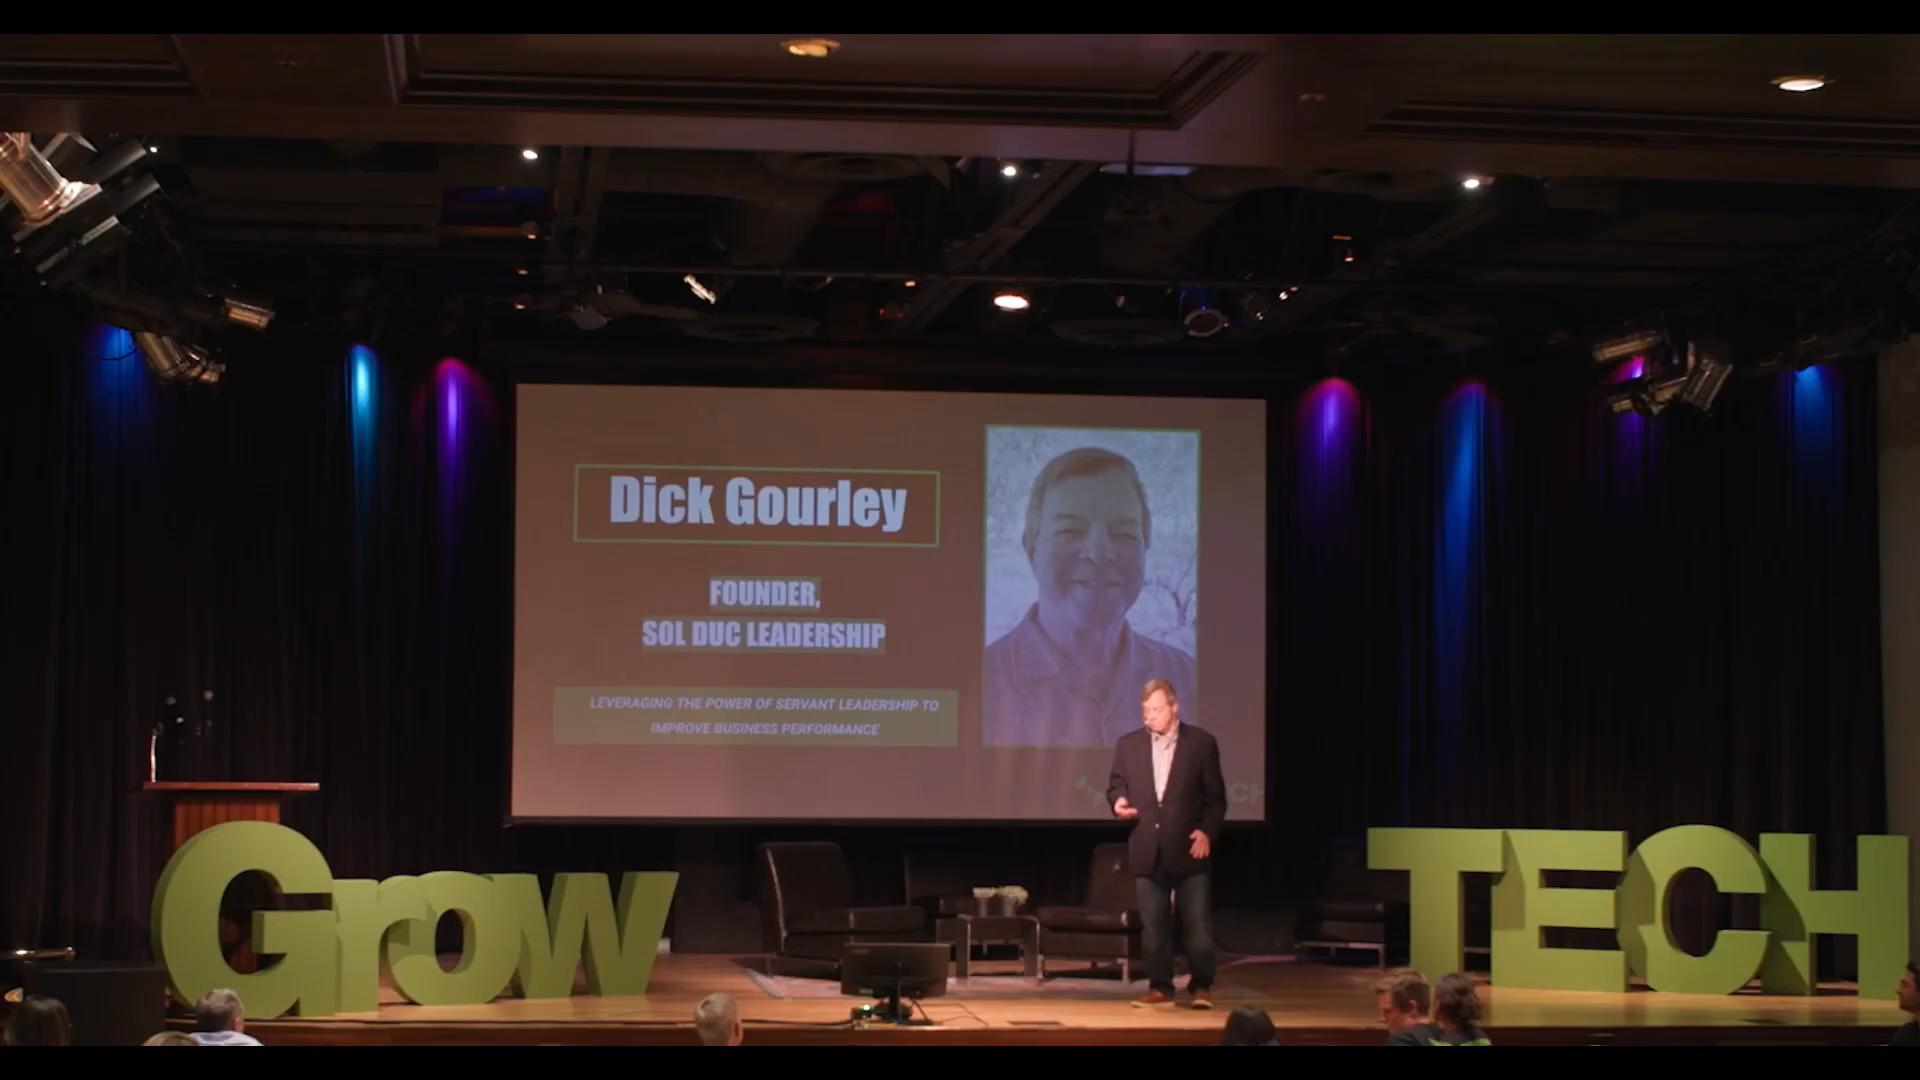 Dick Gourley
FOUNDER,
SOL DUC LEADERSHIP
LEVERAGING THE POWER OF SERVANT LEADERSHIP TO
IMPROVE BUSINESS PERFORMANCE
Grow
TECH